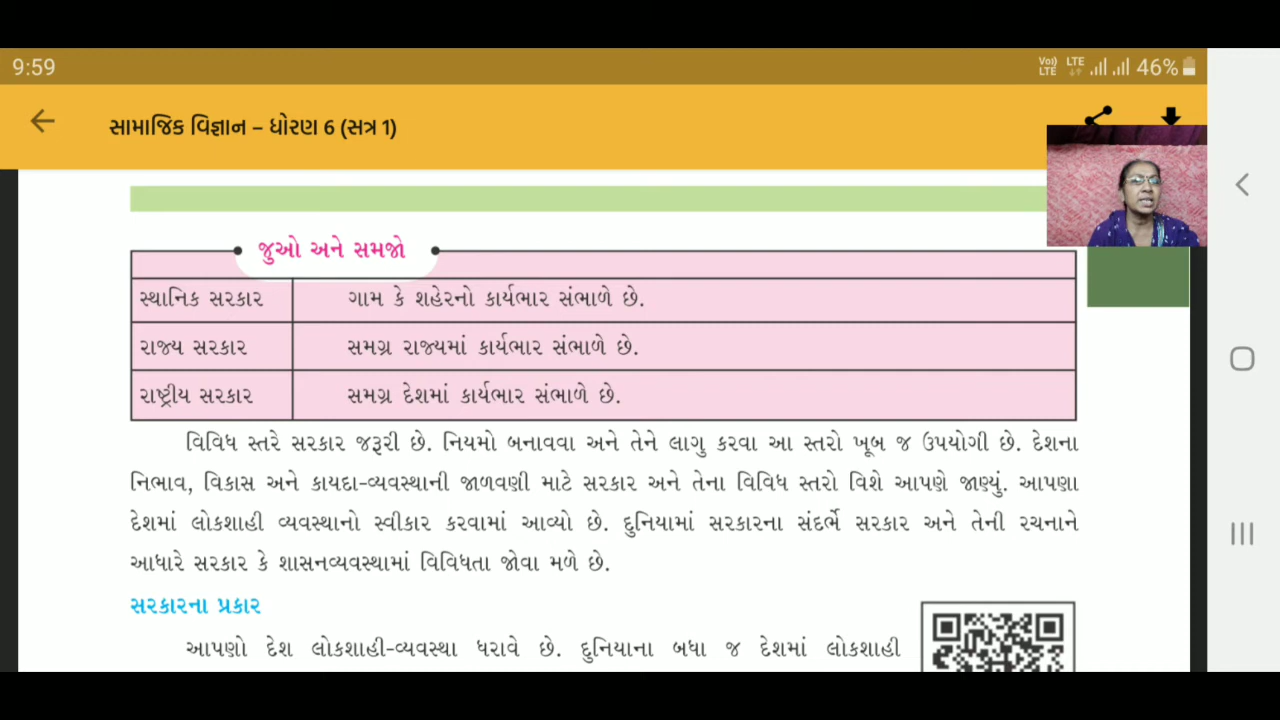 9:59
Vo) LTE LTE 46%
સામાજિક વિજ્ઞાન – ધોરણ 6 (સત્ર 1)
જુઓ અને સમજો
સ્થાનિક સરકાર ગામ કે શહેરનો કાર્યભાર સંભાળે છે.
રાજ્ય સરકાર સમગ્ર રાજ્યમાં કાર્યભાર સંભાળે છે.
રાષ્ટ્રીય સરકાર સમગ્ર દેશમાં કાર્યભાર સંભાળે છે.
વિવિધ સ્તરે સરકાર જરૂરી છે. નિયમો બનાવવા અને તેને લાગુ કરવા આ સ્તરો ખૂબ જ ઉપયોગી છે. દેશના
નિભાવ, વિકાસ અને કાયદા-વ્યવસ્થાની જાળવણી માટે સરકાર અને તેના વિવિધ સ્તરો વિશે આપણે જાણ્યું. આપણા
દેશમાં લોકશાહી વ્યવસ્થાનો સ્વીકાર કરવામાં આવ્યો છે. દુનિયામાં સરકારના સંદર્ભે સરકાર અને તેની રચનાને
આધારે સરકાર કે શાસનવ્યવસ્થામાં વિવિધતા જોવા મળે છે.
સરકારના પ્રકાર
આપણો દેશ લોકશાહી-વ્યવસ્થા ધરાવે છે. દુનિયાના બધા જ દેશમાં લોકશાહી